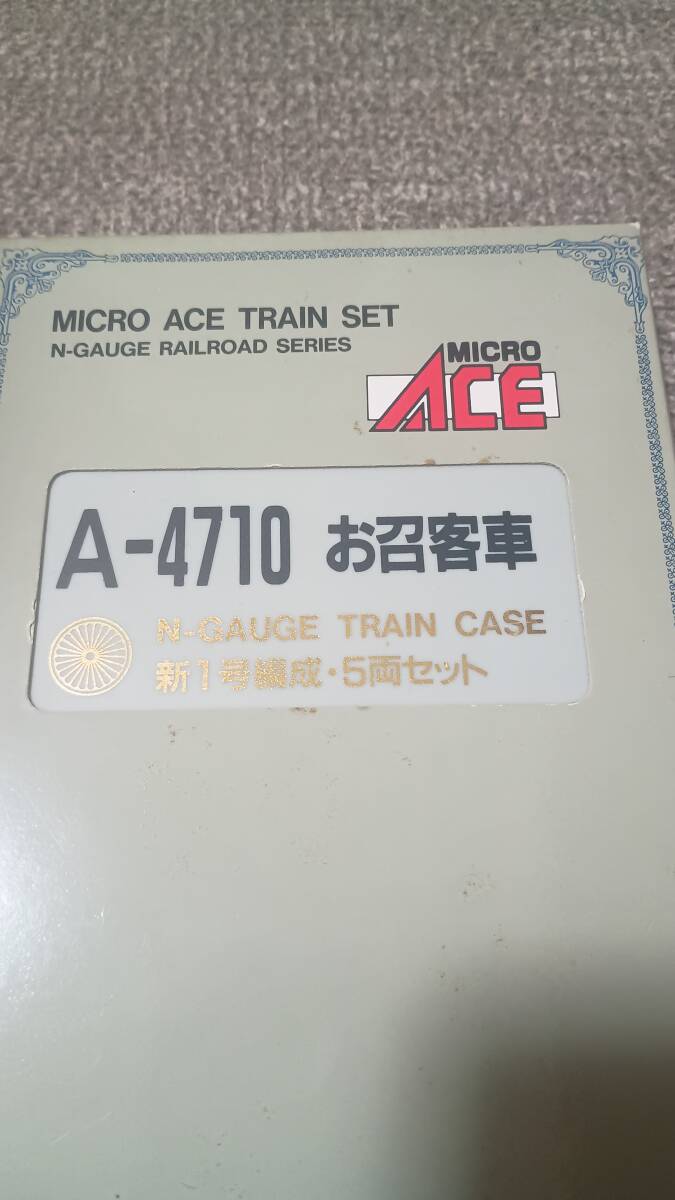 MICRO ACE TRAIN SET
N-GAUGE RAILROAD SERIES
MICRO
ACE
A-4710 お召客車
N-GAUGE TRAIN CASE
新1号編成・5両セット